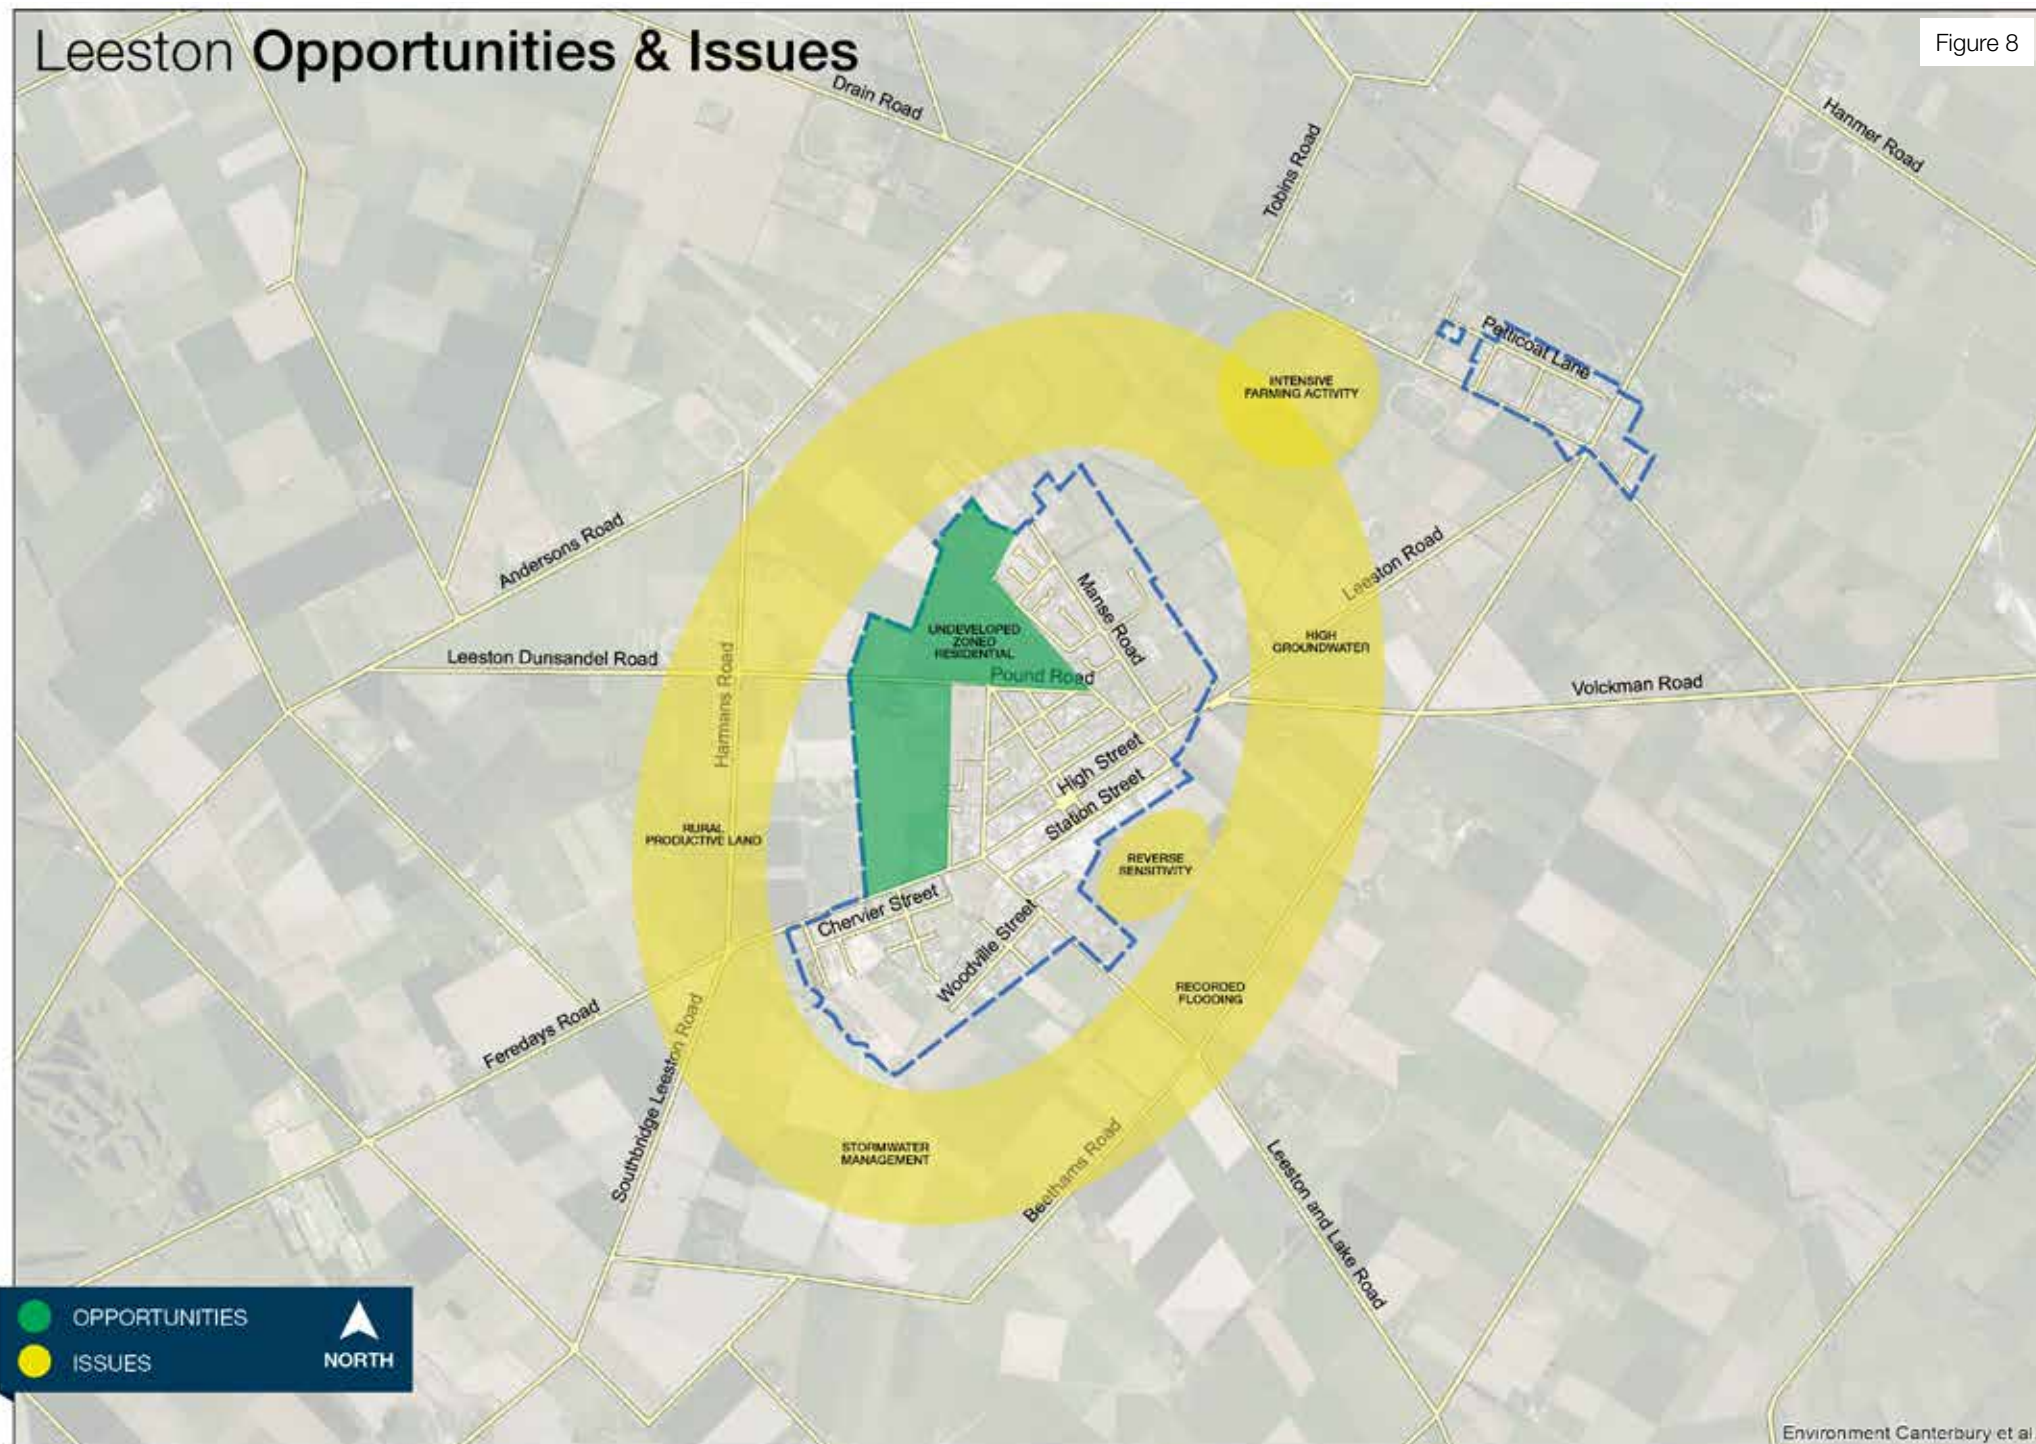 Leeston Opportunities & Issues
Figure 8
Drain Road
Hanmer Road
Tobins Road
Petticoat Lane
INTENSIVE
FARMING ACTIVITY
Andersons Road
Leeston Road
Manse Road
UNDEVELOPED
ZONED
RESIDENTIAL
HIGH
GROUNDWATER
Leeston Dunsandel Road
Harmans Road
Pound Road
Volckman Road
High Street
Station Street
RURAL
PRODUCTIVE LAND
REVERSE
SENSITIVITY
Chervier Street
Woodville Street
RECORDED
FLOODING
Feredays Road
Southbridge Leeston Road
STORMWATER
MANAGEMENT
Beethams Road
Leeston and Lake Road
OPPORTUNITIES
ISSUES
NORTH
Environment Canterbury et al